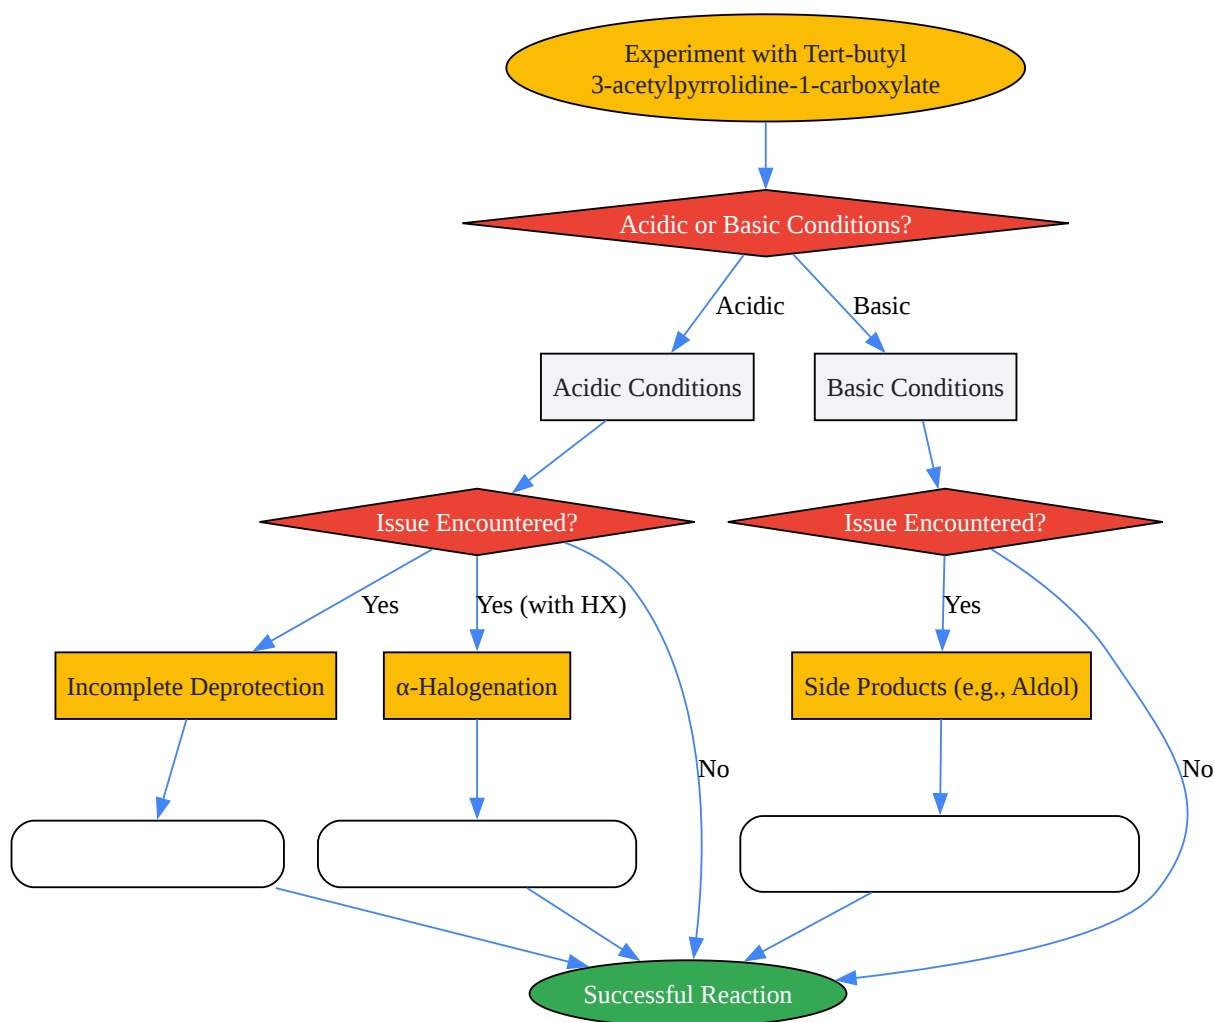 Experiment with Tert-butyl
3-acetylpyrrolidine-1-carboxylate
Acidic or Basic Conditions?
Acidic
Basic
Acidic Conditions
Basic Conditions
Issue Encountered?
Issue Encountered?
Yes
Yes (with HX)
Yes
Incomplete Deprotection
α-Halogenation
Side Products (e.g., Aldol)
No
No
Successful Reaction